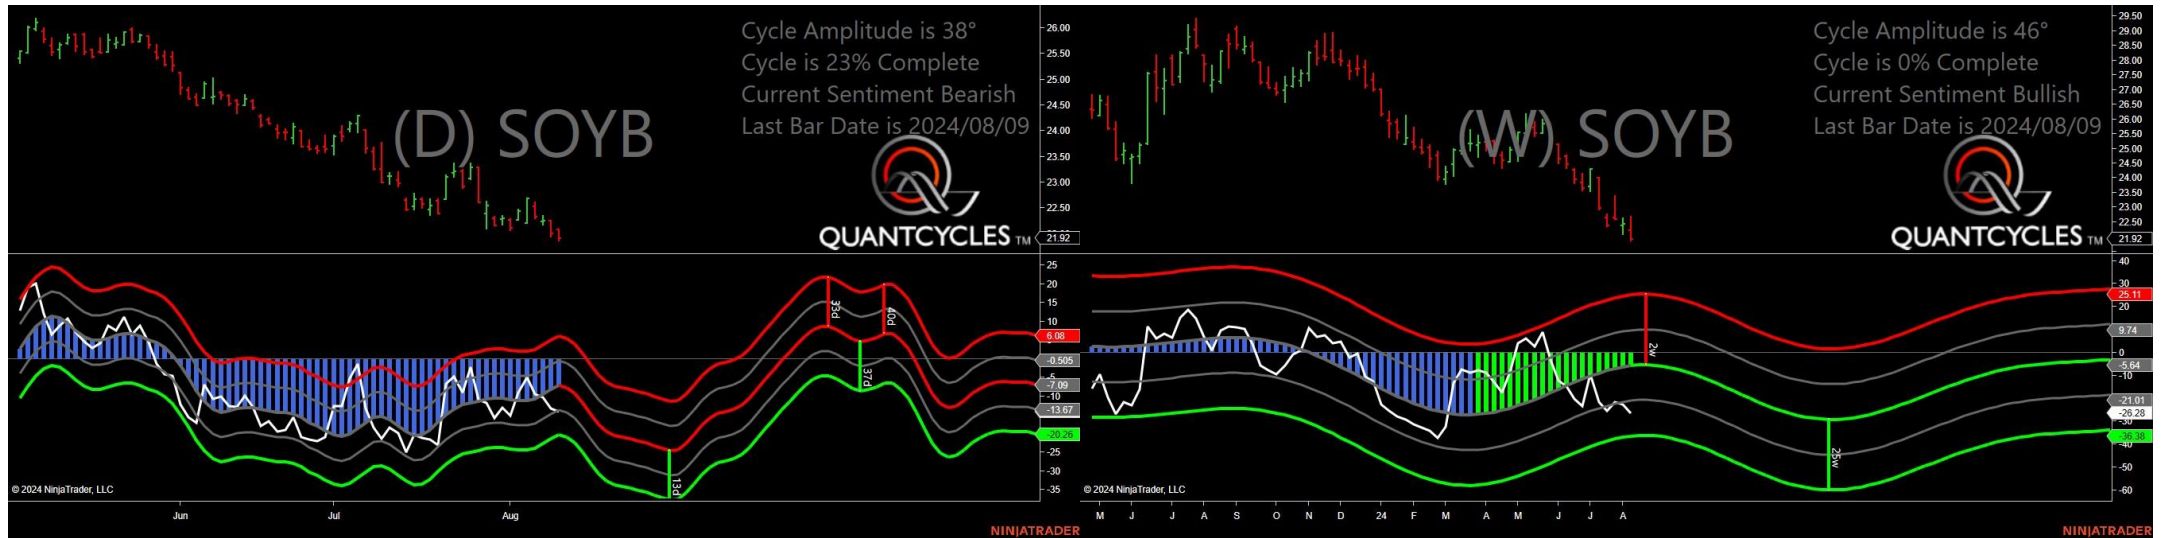 Cycle Amplitude is 38°
Cycle is 23% Complete
Current Sentiment Bearish
Last Bar Date is 2024/08/09
(D) SOYB
QUANTCYCLES TM
26.00
25.50
25.00
24.50
24.00
23.50
23.00
22.50
21.92
25
20
15
10
6.08
-0.505
-5
-7.09
-10
-13.67
-20.26
-25
-30
-35
33d
40d
37d
13d
© 2024 NinjaTrader, LLC
Jun Jul Aug
NINJATRADER
Cycle Amplitude is 46°
Cycle is 0% Complete
Current Sentiment Bullish
Last Bar Date is 2024/08/09
(W) SOYB
QUANTCYCLES TM
29.50
29.00
28.50
28.00
27.50
27.00
26.50
26.00
25.50
25.00
24.50
24.00
23.50
23.00
22.50
21.92
40
25.11
20
9.74
0
-5.64
-10
-21.01
-26.28
-30
-36.38
-40
-50
-60
2w
25w
© 2024 NinjaTrader, LLC
M J J A S O N D 24 F M A M J J A
NINJATRADER